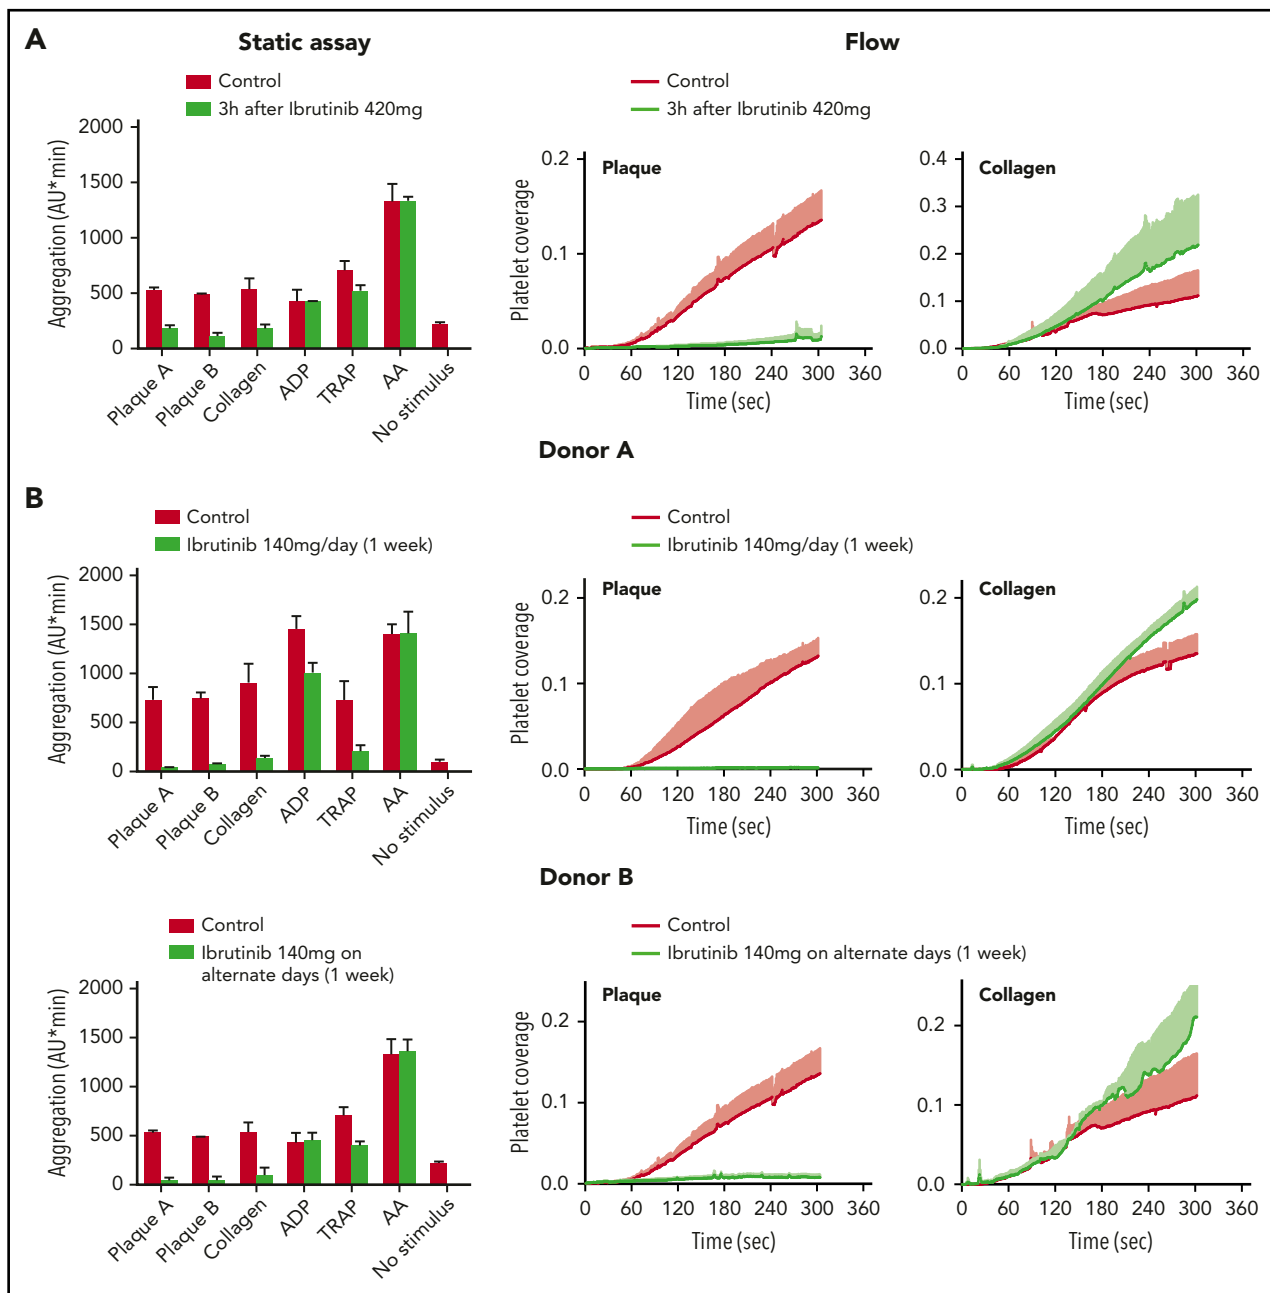 A
Static assay
Flow
Control
3h after Ibrutinib 420mg
Control
3h after Ibrutinib 420mg
Aggregation (AU*min)
2000
1500
1000
500
0
Plaque A
Plaque B
Collagen
ADP
TRAP
AA
No stimulus
Plaque
Platelet coverage
0.2
0.1
0.0
0 60 120 180 240 300 360
Time (sec)
Collagen
0.4
0.3
0.2
0.1
0.0
0 60 120 180 240 300 360
Time (sec)
Donor A
B
Control
Ibrutinib 140mg/day (1 week)
Control
Ibrutinib 140mg/day (1 week)
Aggregation (AU*min)
2000
1500
1000
500
0
Plaque A
Plaque B
Collagen
ADP
TRAP
AA
No stimulus
Plaque
Platelet coverage
0.2
0.1
0.0
0 60 120 180 240 300 360
Time (sec)
Collagen
0.2
0.1
0.0
0 60 120 180 240 300 360
Time (sec)
Donor B
Control
Ibrutinib 140mg on
alternate days (1 week)
Control
Ibrutinib 140mg on alternate days (1 week)
Aggregation (AU*min)
2000
1500
1000
500
0
Plaque A
Plaque B
Collagen
ADP
TRAP
AA
No stimulus
Plaque
Platelet coverage
0.2
0.1
0.0
0 60 120 180 240 300 360
Time (sec)
Collagen
0.2
0.1
0.0
0 60 120 180 240 300 360
Time (sec)